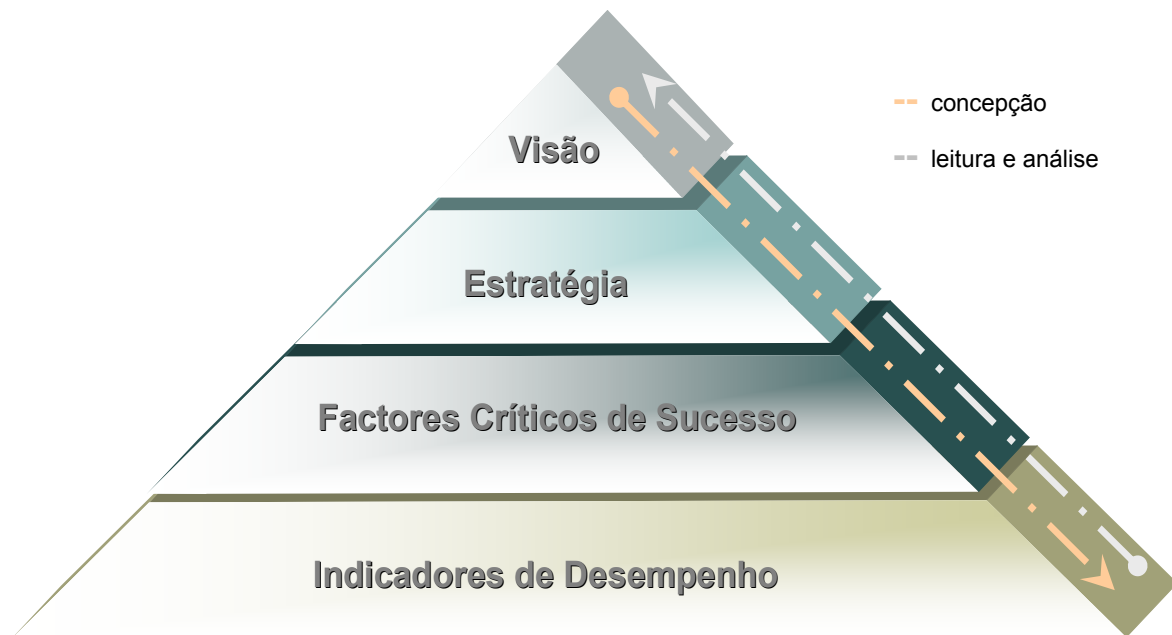 concepção
leitura e análise
Visão
Estratégia
Factores Críticos de Sucesso
Indicadores de Desempenho